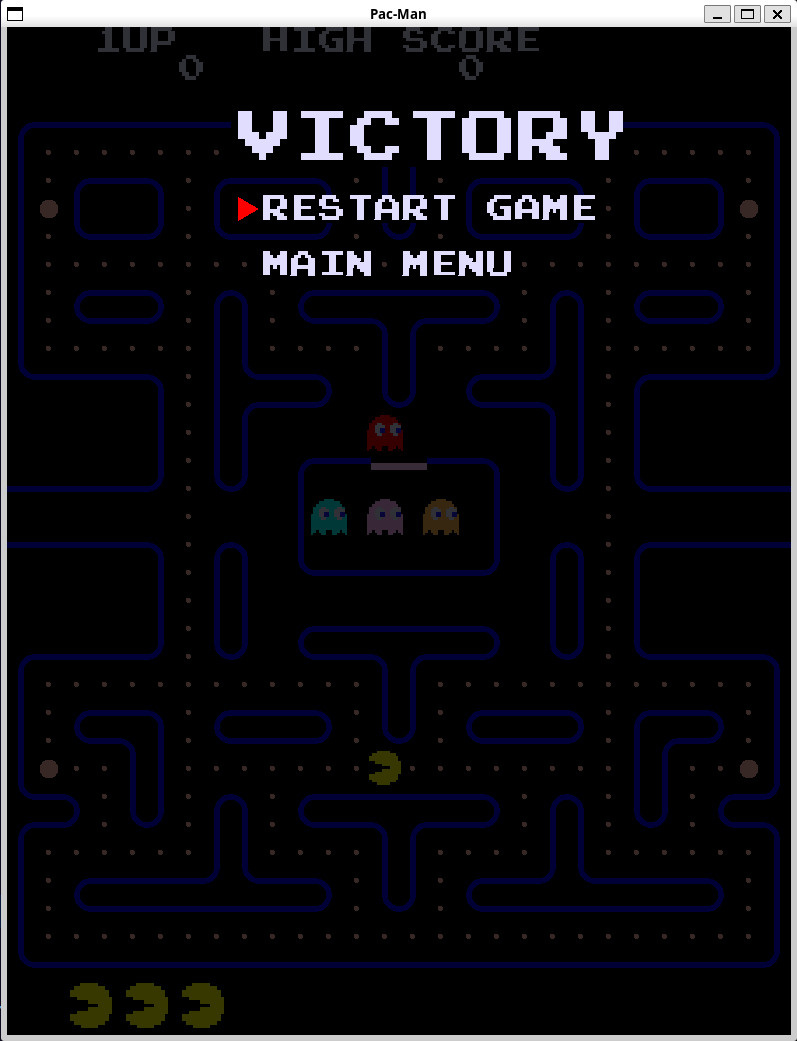 Pac-Man
1UP HIGH SCORE
0 0
VICTORY
RESTART GAME
MAIN MENU